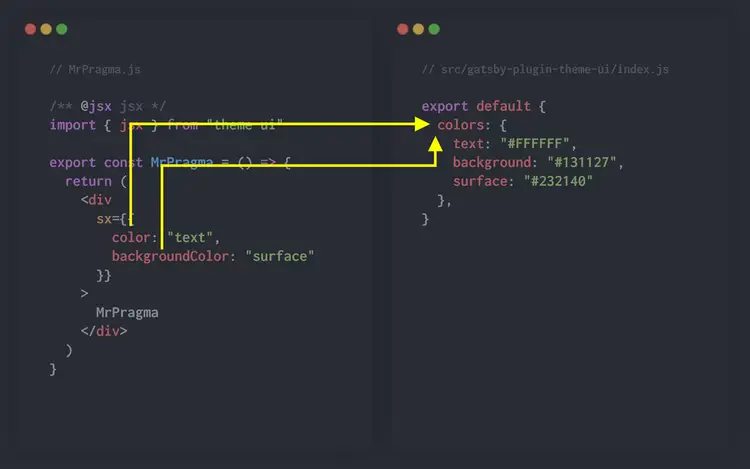 // MrPragma.js
/** @jsx jsx */
import { jsx } from "theme ui"
export const MrPragma = () => {
return (
<div
sx={{
color: "text",
backgroundColor: "surface"
}}
>
MrPragma
</div>
)
}
// src/gatsby-plugin-theme-ui/index.js
export default {
colors: {
text: "#FFFFFF",
background: "#131127",
surface: "#232140"
},
}